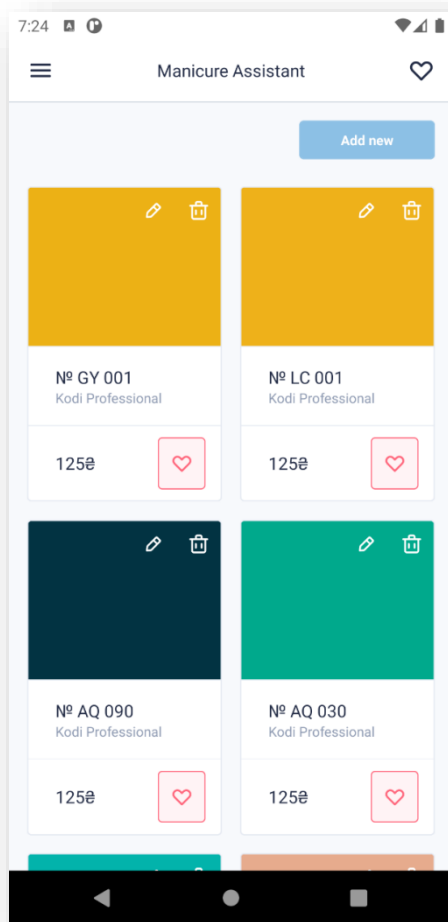 7:24
Manicure Assistant
Add new
№ GY 001
Kodi Professional
125₴
№ LC 001
Kodi Professional
125₴
№ AQ 090
Kodi Professional
125₴
№ AQ 030
Kodi Professional
125₴